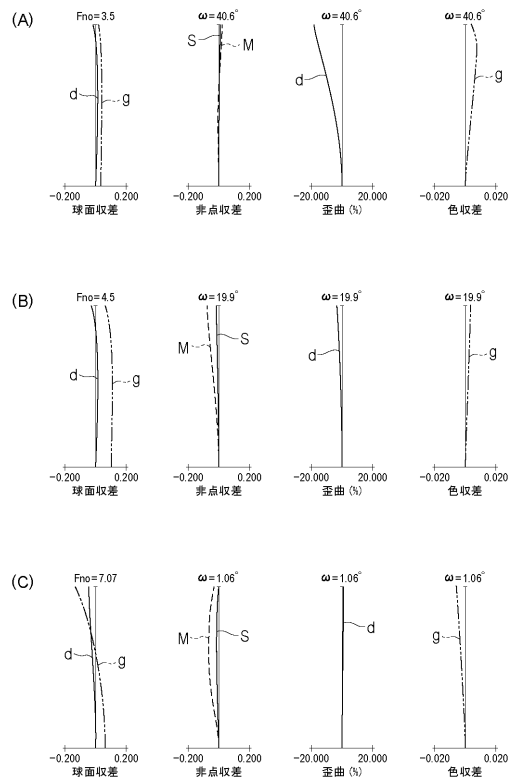 (A)
Fno=3.5 ω=40.6° ω=40.6° ω=40.6°
S
M
d
g
d
g
-0.200 0.200 -0.200 0.200 -20.000 20.000 -0.020 0.020
球面収差 非点収差 歪曲(%) 色収差
(B)
Fno=4.5 ω=19.9° ω=19.9° ω=19.9°
S
M
d
g
d
g
-0.200 0.200 -0.200 0.200 -20.000 20.000 -0.020 0.020
球面収差 非点収差 歪曲(%) 色収差
(C)
Fno=7.07 ω=1.06° ω=1.06° ω=1.06°
d
g
M
S
d
g
-0.200 0.200 -0.200 0.200 -20.000 20.000 -0.020 0.020
球面収差 非点収差 歪曲(%) 色収差